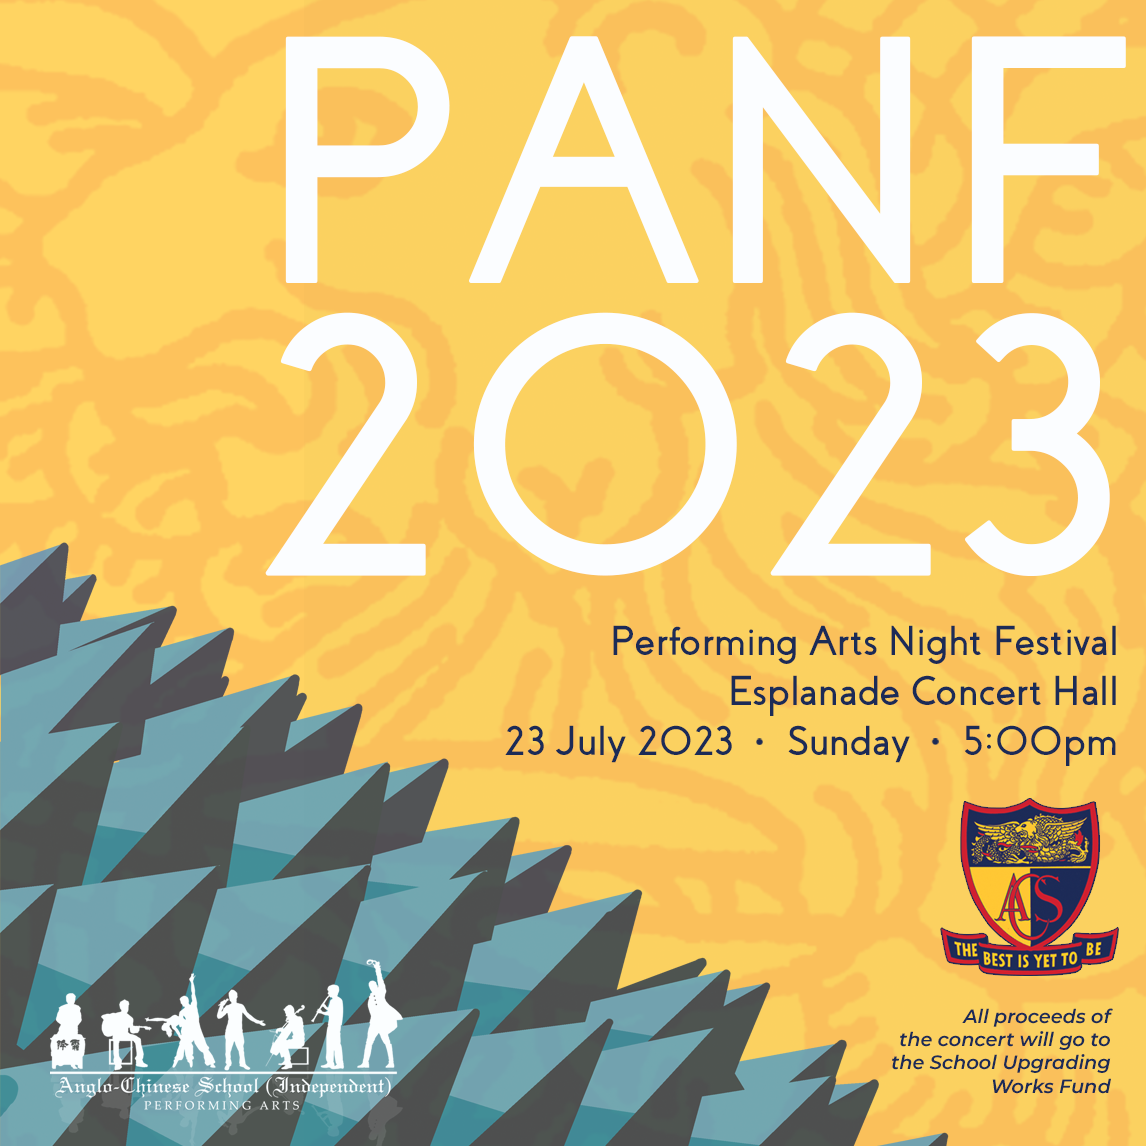 PANF
2023
Performing Arts Night Festival
Esplanade Concert Hall
23 July 2023 • Sunday • 5:00pm
ACS
THE BEST IS YET TO BE
All proceeds of
the concert will go to
the School Upgrading
Works Fund
Anglo-Chinese School (Independent)
PERFORMING ARTS